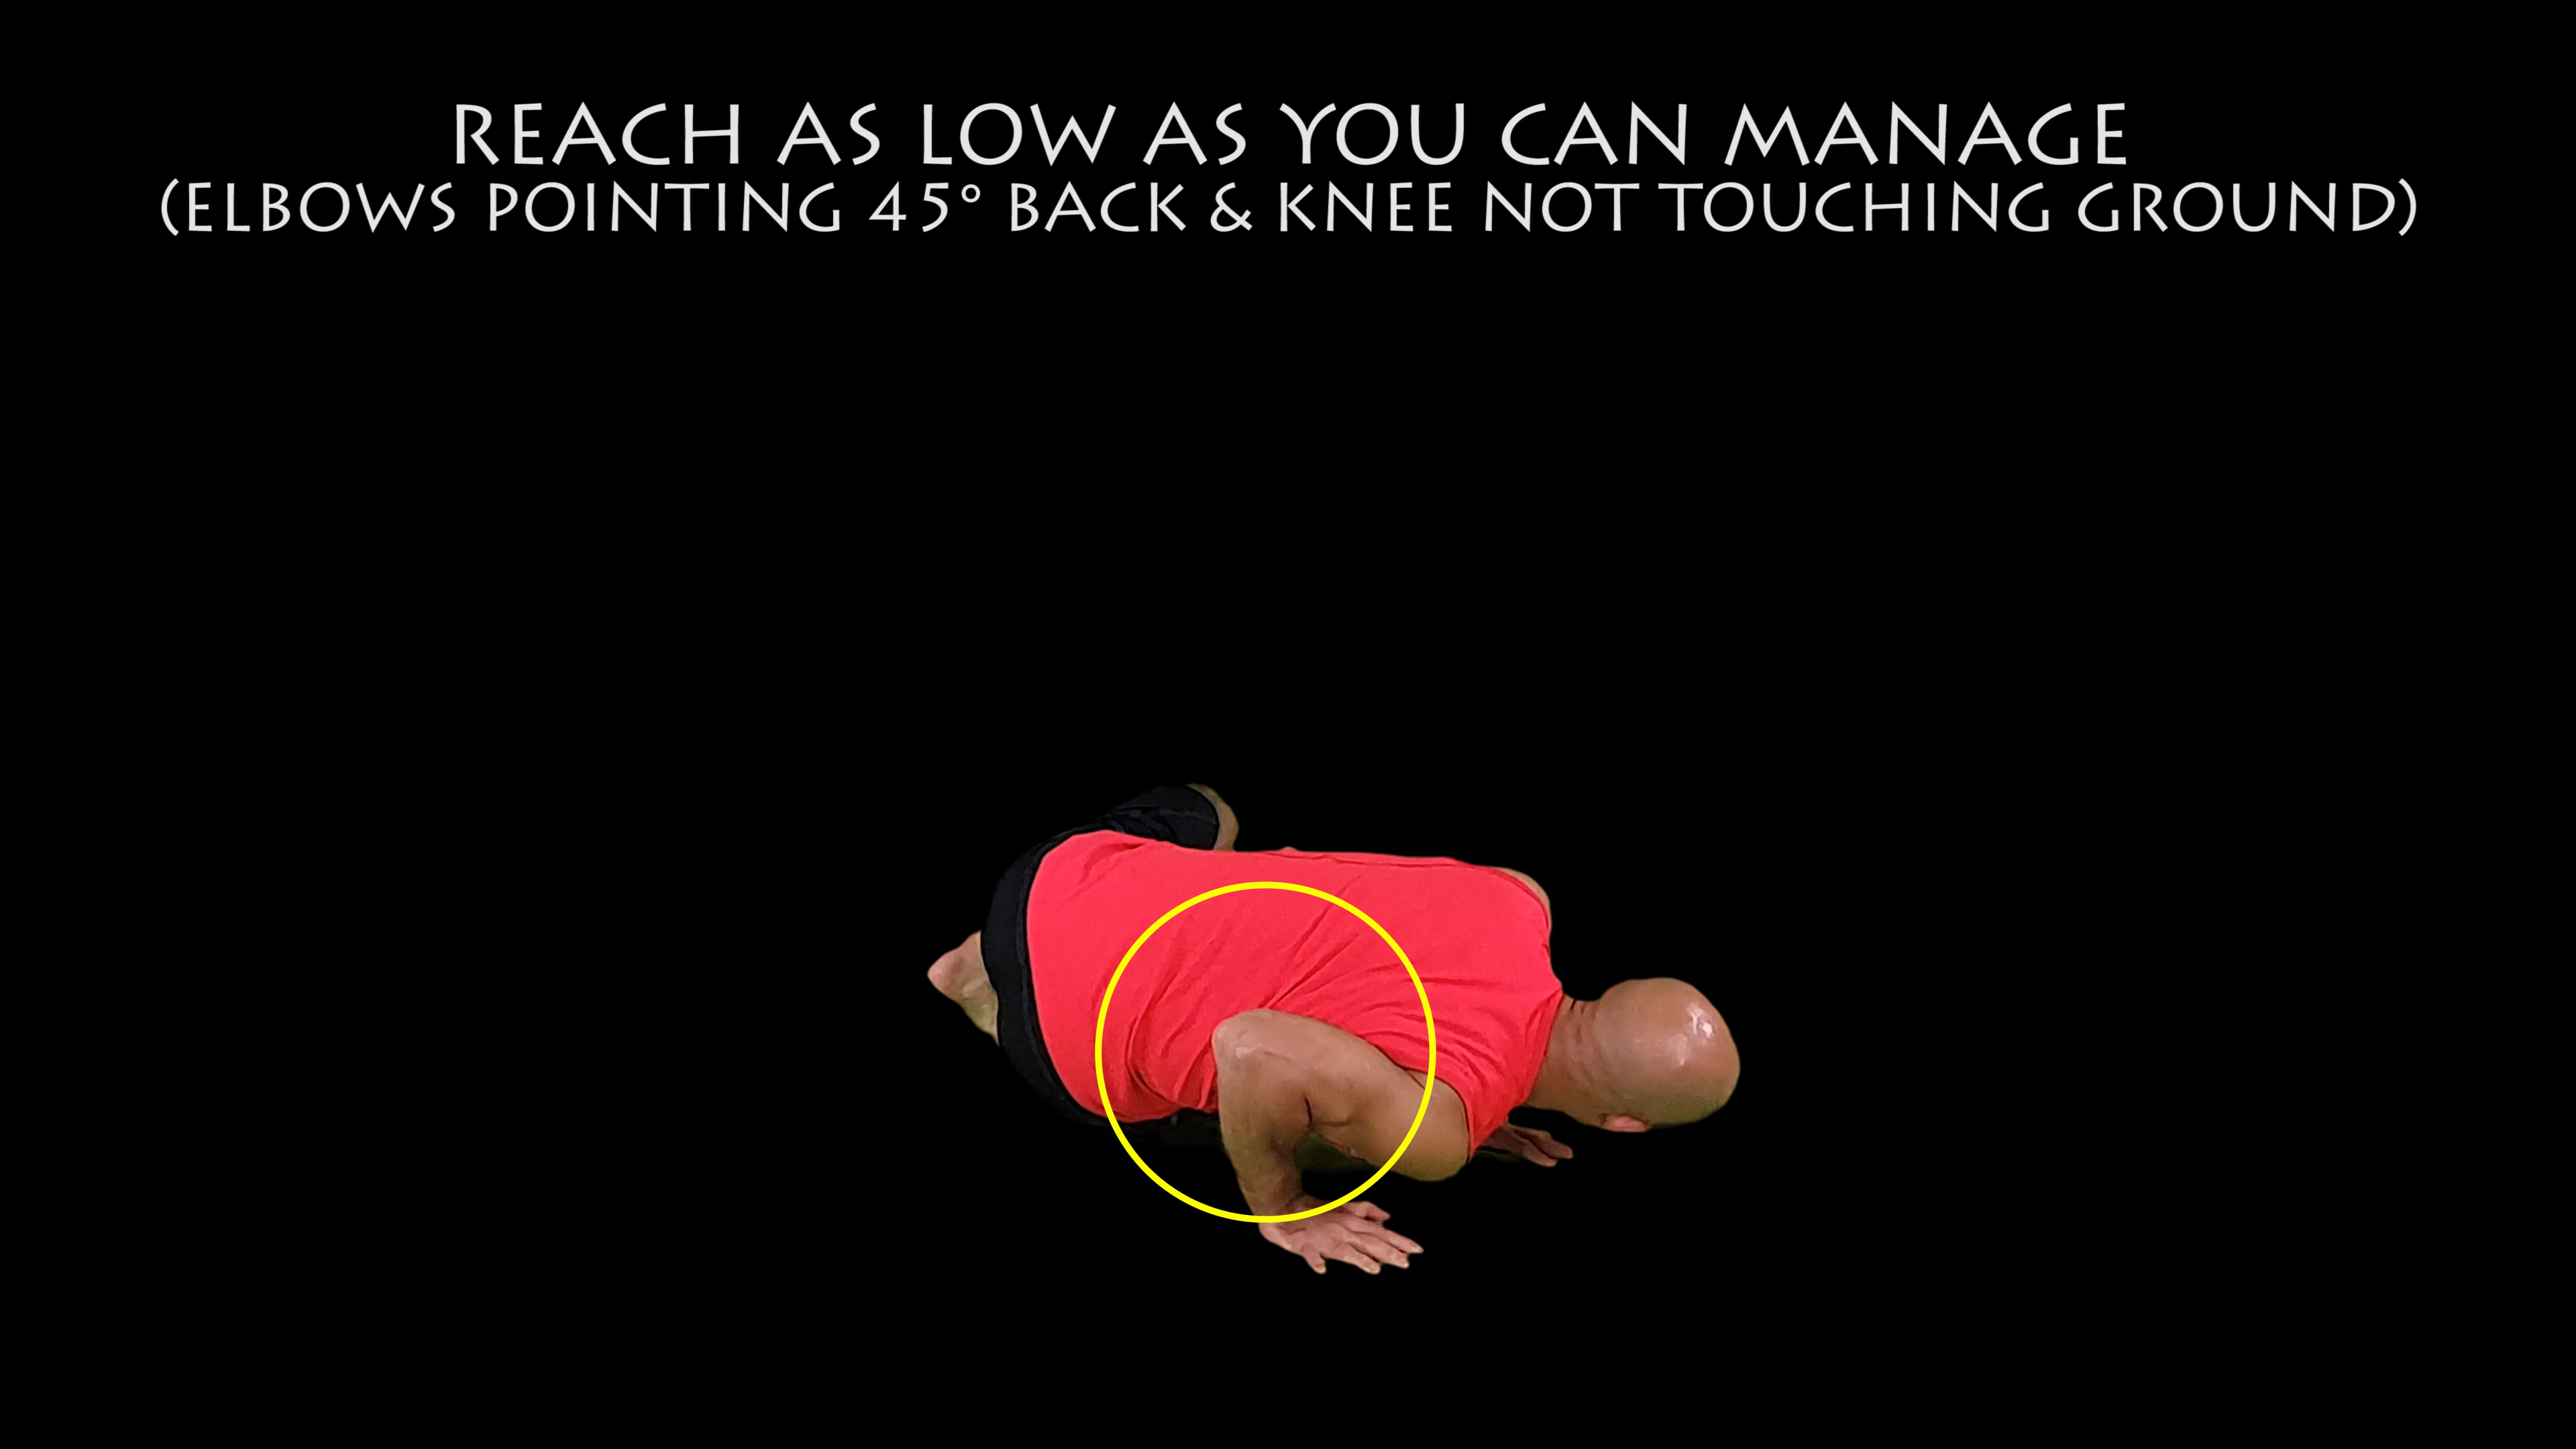 REACH AS LOW AS YOU CAN MANAGE
(ELBOWS POINTING 45° BACK & KNEE NOT TOUCHING GROUND)